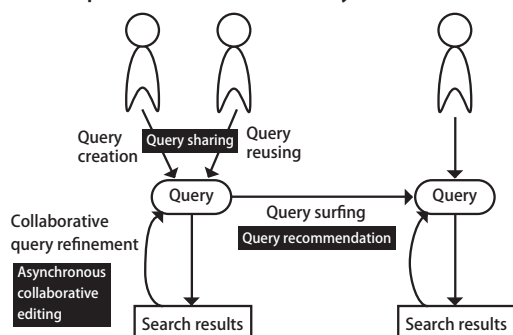 Query
creation
Query sharing
Query
reusing
Query
Query
Query surfing
Query recommendation
Collaborative
query refinement
Asynchronous
collaborative
editing
Search results
Search results